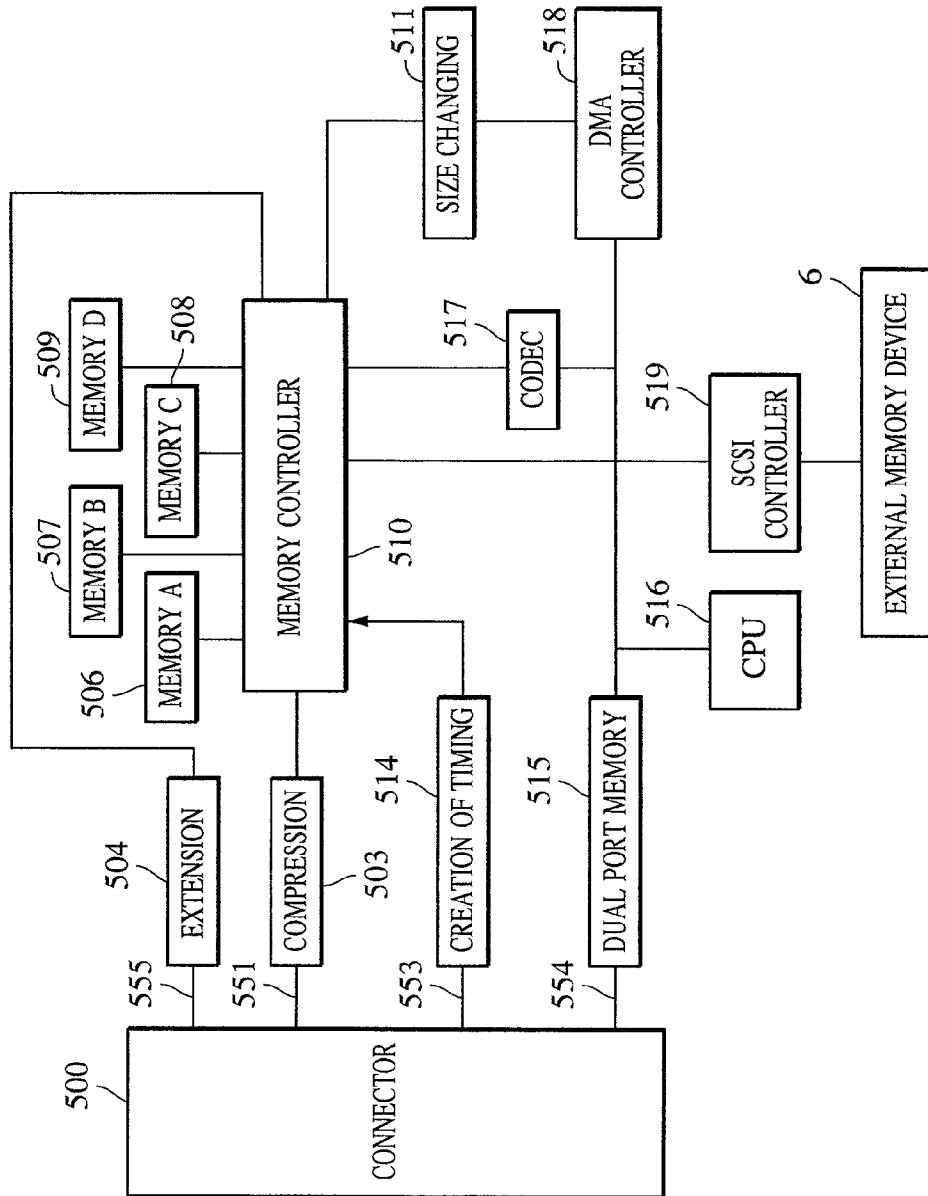 500
CONNECTOR
555
551
553
554
504
EXTENSION
COMPRESSION
503
514
CREATION OF TIMING
515
DUAL PORT MEMORY
506
MEMORY A
507
MEMORY B
508
MEMORY C
509
MEMORY D
MEMORY CONTROLLER
510
511
SIZE CHANGING
517
CODEC
518
DMA
CONTROLLER
516
CPU
519
SCSI
CONTROLLER
6
EXTERNAL MEMORY DEVICE